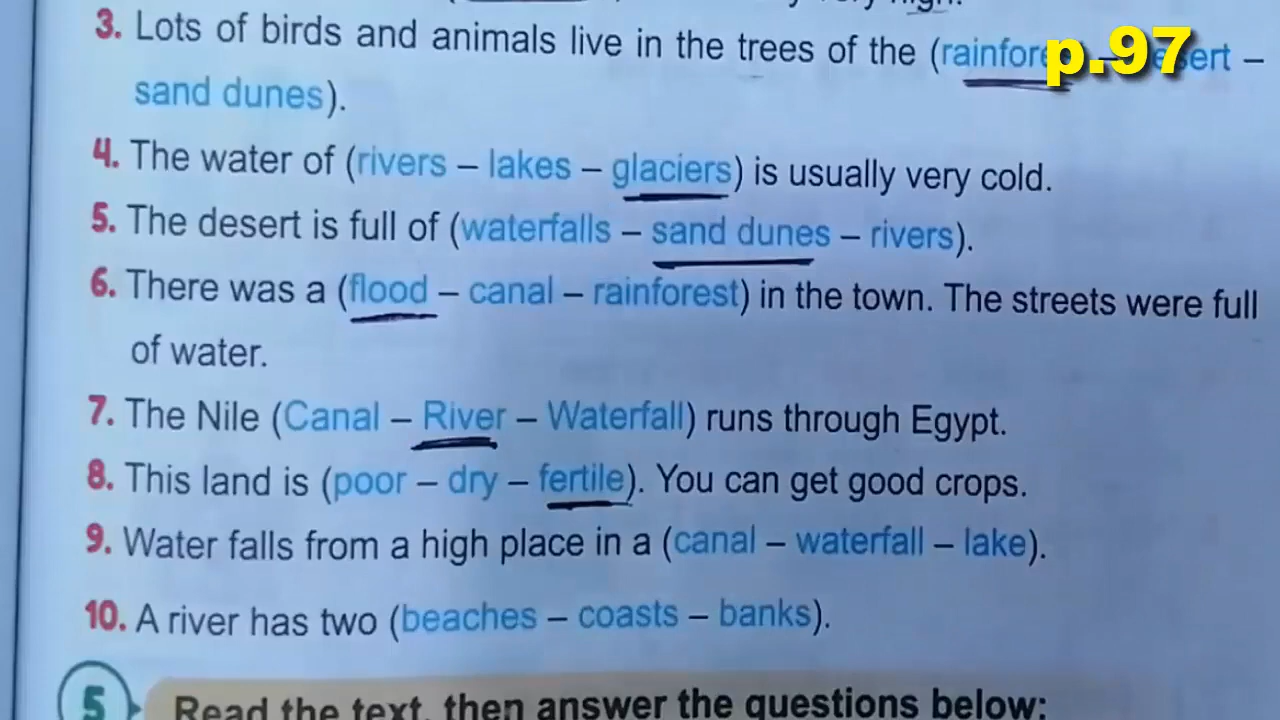 high.
3. Lots of birds and animals live in the trees of the (rainfore p.97 sert –
sand dunes).
4. The water of (rivers – lakes – glaciers) is usually very cold.
5. The desert is full of (waterfalls – sand dunes – rivers).
6. There was a (flood – canal – rainforest) in the town. The streets were full
of water.
7. The Nile (Canal – River – Waterfall) runs through Egypt.
8. This land is (poor – dry – fertile). You can get good crops.
9. Water falls from a high place in a (canal – waterfall – lake).
10. A river has two (beaches – coasts – banks).
5 Read the text, then answer the questions below: